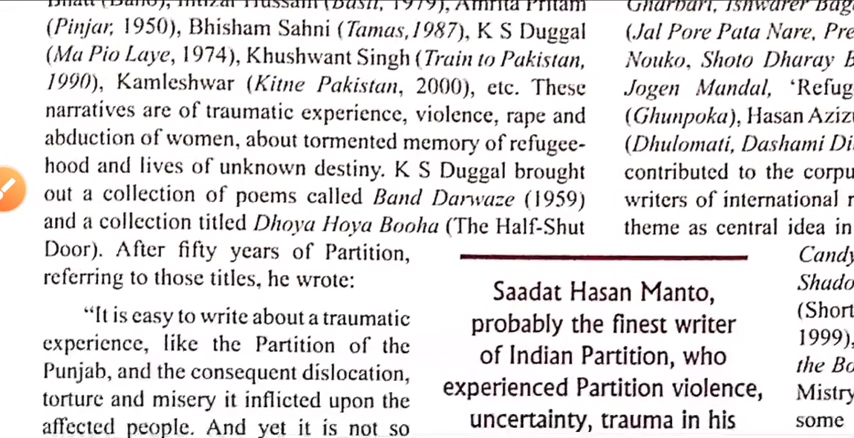 Bhatt (Bano), Intizar Hussain (Basti, 1979), Amrita Pritam
(Pinjar, 1950), Bhisham Sahni (Tamas,1987), K S Duggal
(Ma Pio Laye, 1974), Khushwant Singh (Train to Pakistan,
1990), Kamleshwar (Kitne Pakistan, 2000), etc. These
narratives are of traumatic experience, violence, rape and
abduction of women, about tormented memory of refugee-
hood and lives of unknown destiny. K S Duggal brought
out a collection of poems called Band Darwaze (1959)
and a collection titled Dhoya Hoya Booha (The Half-Shut
Door). After fifty years of Partition,
referring to those titles, he wrote:
“It is easy to write about a traumatic
experience, like the Partition of the
Punjab, and the consequent dislocation,
torture and misery it inflicted upon the
affected people. And yet it is not so
Saadat Hasan Manto,
probably the finest writer
of Indian Partition, who
experienced Partition violence,
uncertainty, trauma in his
Gharbari, Ishwarer Bag
(Jal Pore Pata Nare, Pre
Nouko, Shoto Dharay B
Jogen Mandal, ‘Refug
(Ghunpoka), Hasan Aziz
(Dhulomati, Dashami Di
contributed to the corpu
writers of international r
theme as central idea in
Candy
Shado
(Short
1999),
the Bo
Mistry
some